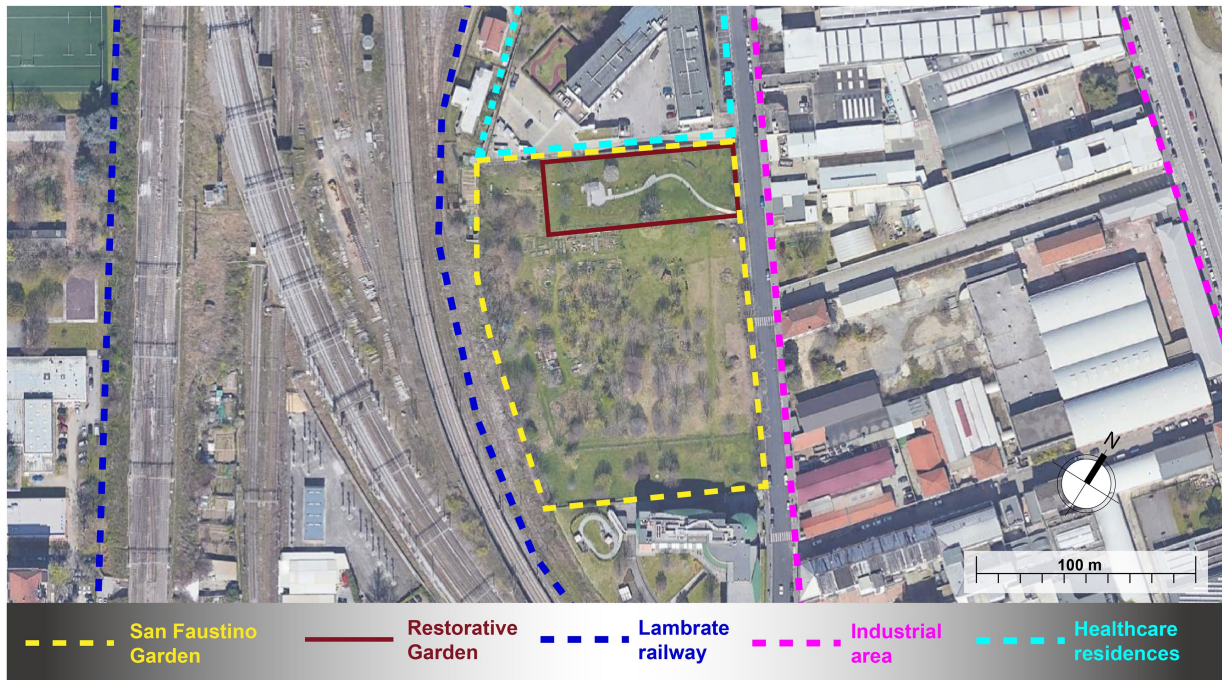 N
100 m
San Faustino
Garden
Restorative
Garden
Lambrate
railway
Industrial
area
Healthcare
residences